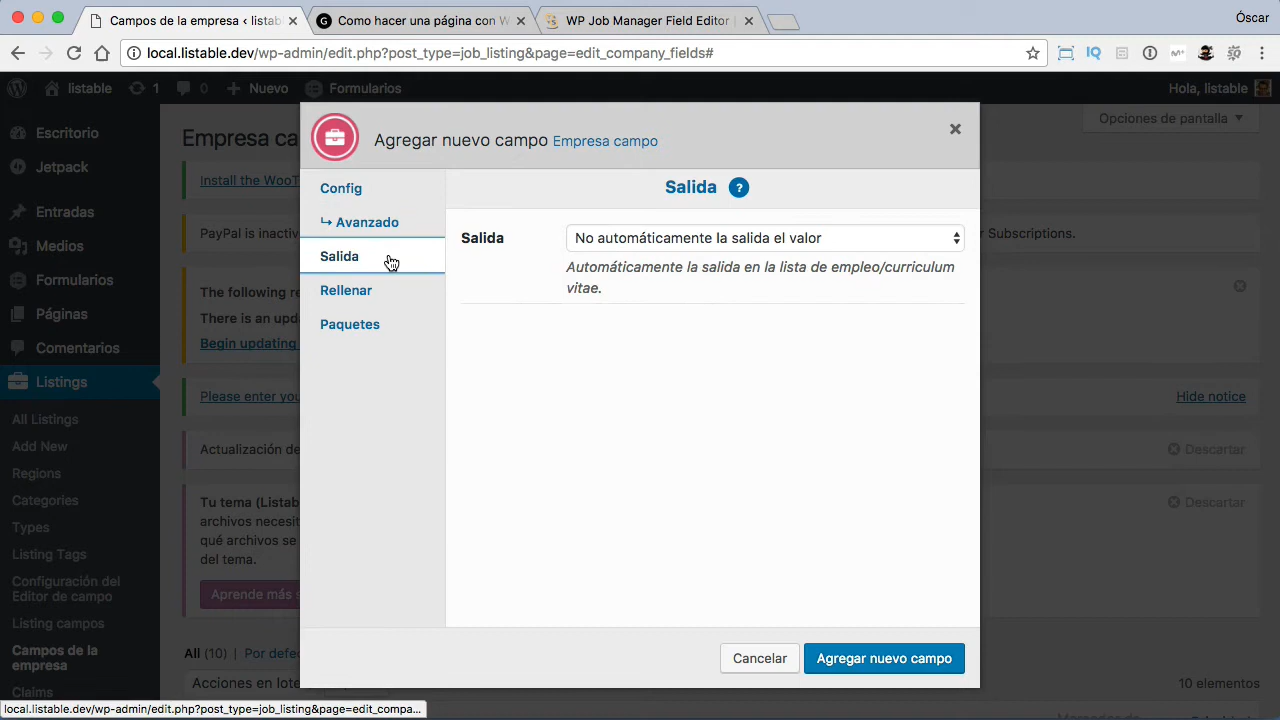 Campos de la empresa ‹ listab
Como hacer una página con W
WP Job Manager Field Editor
Óscar
local.listable.dev/wp-admin/edit.php?post_type=job_listing&page=edit_company_fields#
listable
1
0
Nuevo
Formularios
Hola, listable
Escritorio
Jetpack
Entradas
Medios
Formularios
Páginas
Comentarios
Listings
All Listings
Add New
Regions
Categories
Types
Listing Tags
Configuración del
Editor de campo
Listing campos
Campos de la
empresa
Claims
Empresa ca
Opciones de pantalla
Install the WooT
PayPal is inactiv
r Subscriptions.
The following re
There is an upda
Begin updating
Please enter you
Hide notice
Actualización de
Descartar
Tu tema (Listab
Descartar
archivos necesit
qué archivos se
del tema.
Aprende más s
All (10) | Por defe
Acciones en lote
10 elementos
Agregar nuevo campo Empresa campo
Config
↳ Avanzado
Salida
Rellenar
Paquetes
Salida ?
Salida
No automáticamente la salida el valor
Automáticamente la salida en la lista de empleo/curriculum
vitae.
Cancelar
Agregar nuevo campo
local.listable.dev/wp-admin/edit.php?post_type=job_listing&page=edit_compa...